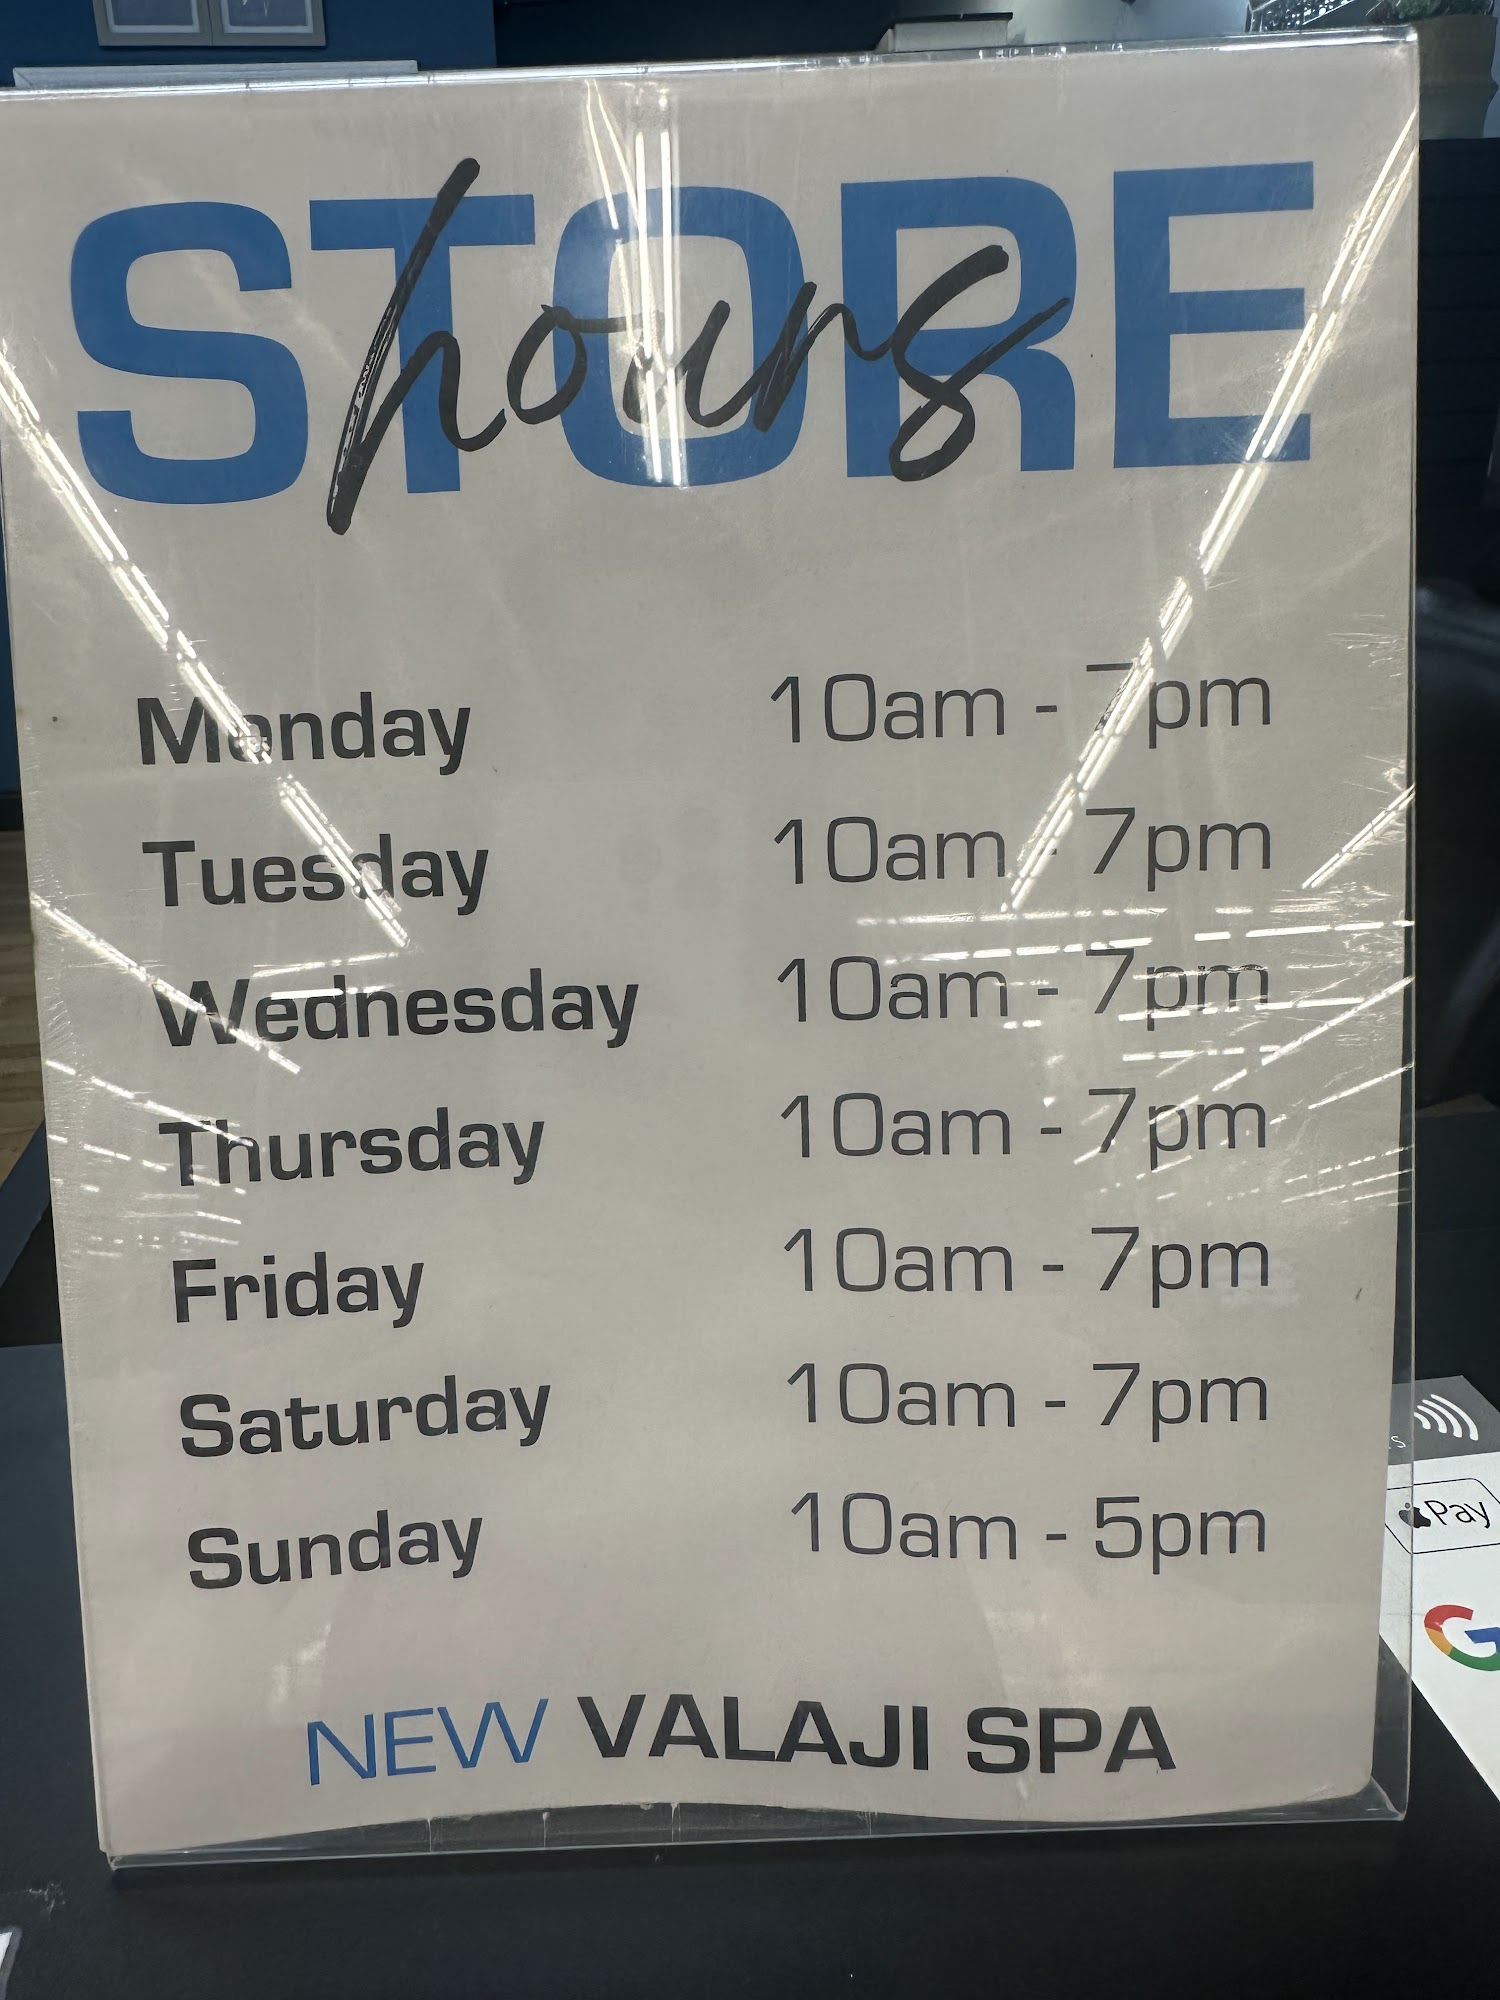 STORE
hours
Monday 10am - 7pm
Tuesday 10am - 7pm
Wednesday 10am - 7pm
Thursday 10am - 7pm
Friday 10am - 7pm
Saturday 10am - 7pm
Sunday 10am - 5pm
NEW VALAJI SPA
Pay
G